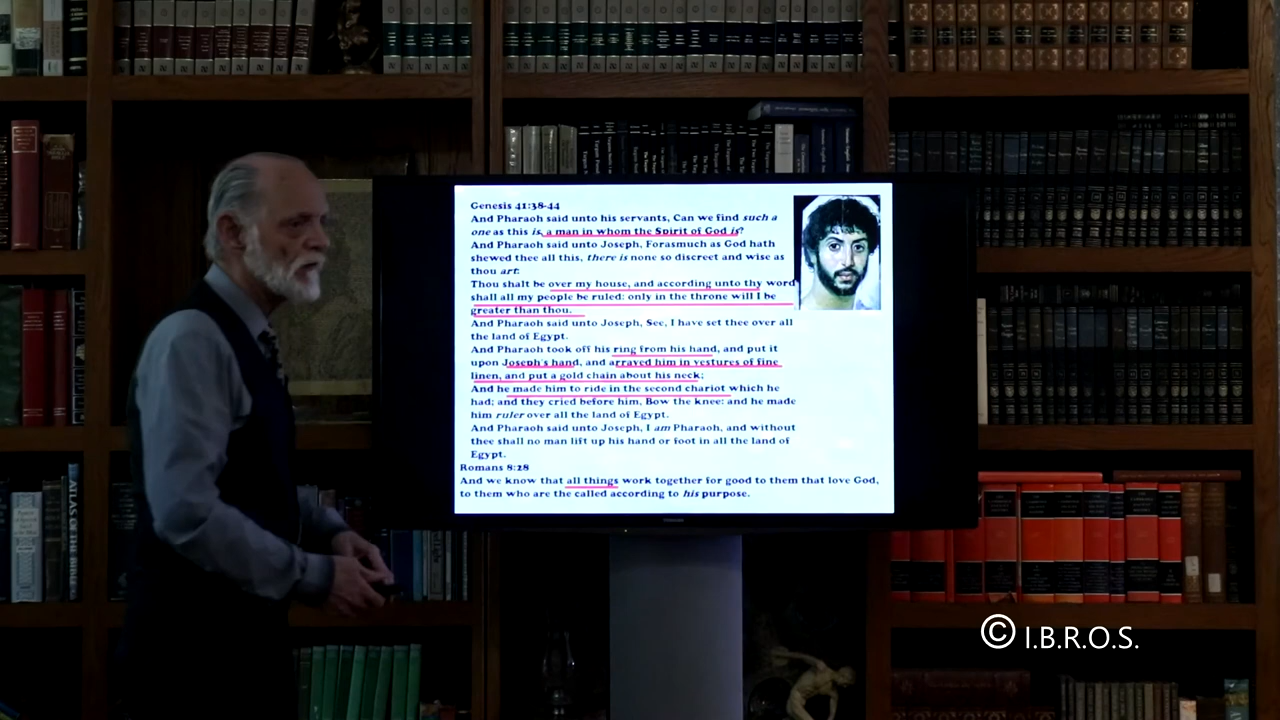 Genesis 41:38-44
And Pharaoh said unto his servants, Can we find such a
one as this is, a man in whom the Spirit of God is?
And Pharaoh said unto Joseph, Forasmuch as God hath
shewed thee all this, there is none so discreet and wise as
thou art:
Thou shalt be over my house, and according unto thy word
shall all my people be ruled: only in the throne will I be
greater than thou.
And Pharaoh said unto Joseph, See, I have set thee over all
the land of Egypt.
And Pharaoh took off his ring from his hand, and put it
upon Joseph's hand, and arrayed him in vestures of fine
linen, and put a gold chain about his neck;
And he made him to ride in the second chariot which he
had; and they cried before him, Bow the knee: and he made
him ruler over all the land of Egypt.
And Pharaoh said unto Joseph, I am Pharaoh, and without
thee shall no man lift up his hand or foot in all the land of
Egypt.
Romans 8:28
And we know that all things work together for good to them that love God,
to them who are the called according to his purpose.
ATLAS OF THE BIBLE
© I.B.R.O.S.